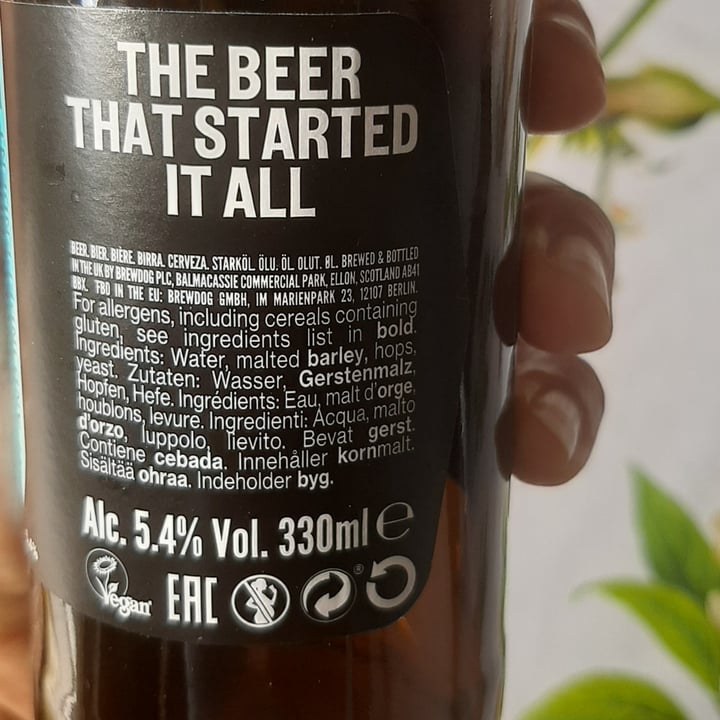 THE BEER
THAT STARTED
IT ALL
BEER. BIER. BIÈRE. BIRRA. CERVEZA. STARKÖL. ÖLU. ÖL. OLUT. ØL. BREWED & BOTTLED
IN THE UK BY BREWDOG PLC, BALMACASSIE COMMERCIAL PARK, ELLON, SCOTLAND AB41
8BX. FBO IN THE EU: BREWDOG GMBH, IM MARIENPARK 23, 12107 BERLIN.
For allergens, including cereals containing
gluten, see ingredients list in bold.
Ingredients: Water, malted barley, hops,
yeast. Zutaten: Wasser, Gerstenmalz,
Hopfen, Hefe. Ingrédients: Eau, malt d'orge,
houblons, levure. Ingredienti: Acqua, malto
d'orzo, luppolo, lievito. Bevat gerst.
Contiene cebada. Innehåller kornmalt.
Sisältää ohraa. Indeholder byg.
Alc. 5.4% Vol. 330ml ℮
Vegan EAC ®